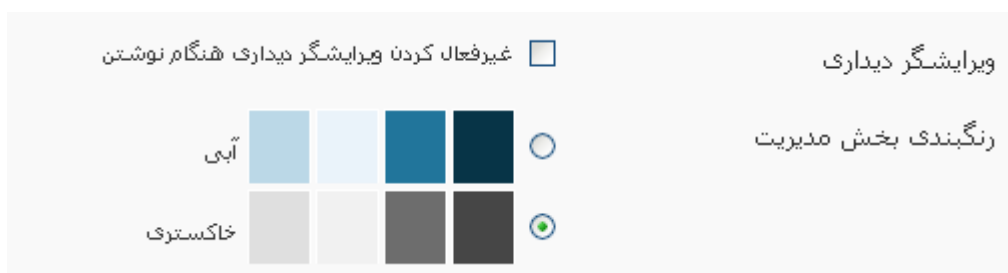 ویرایشگر دیداری
غیرفعال کردن ویرایشگر دیداری هنگام نوشتن
رنگبندی بخش مدیریت
آبی
خاکستری